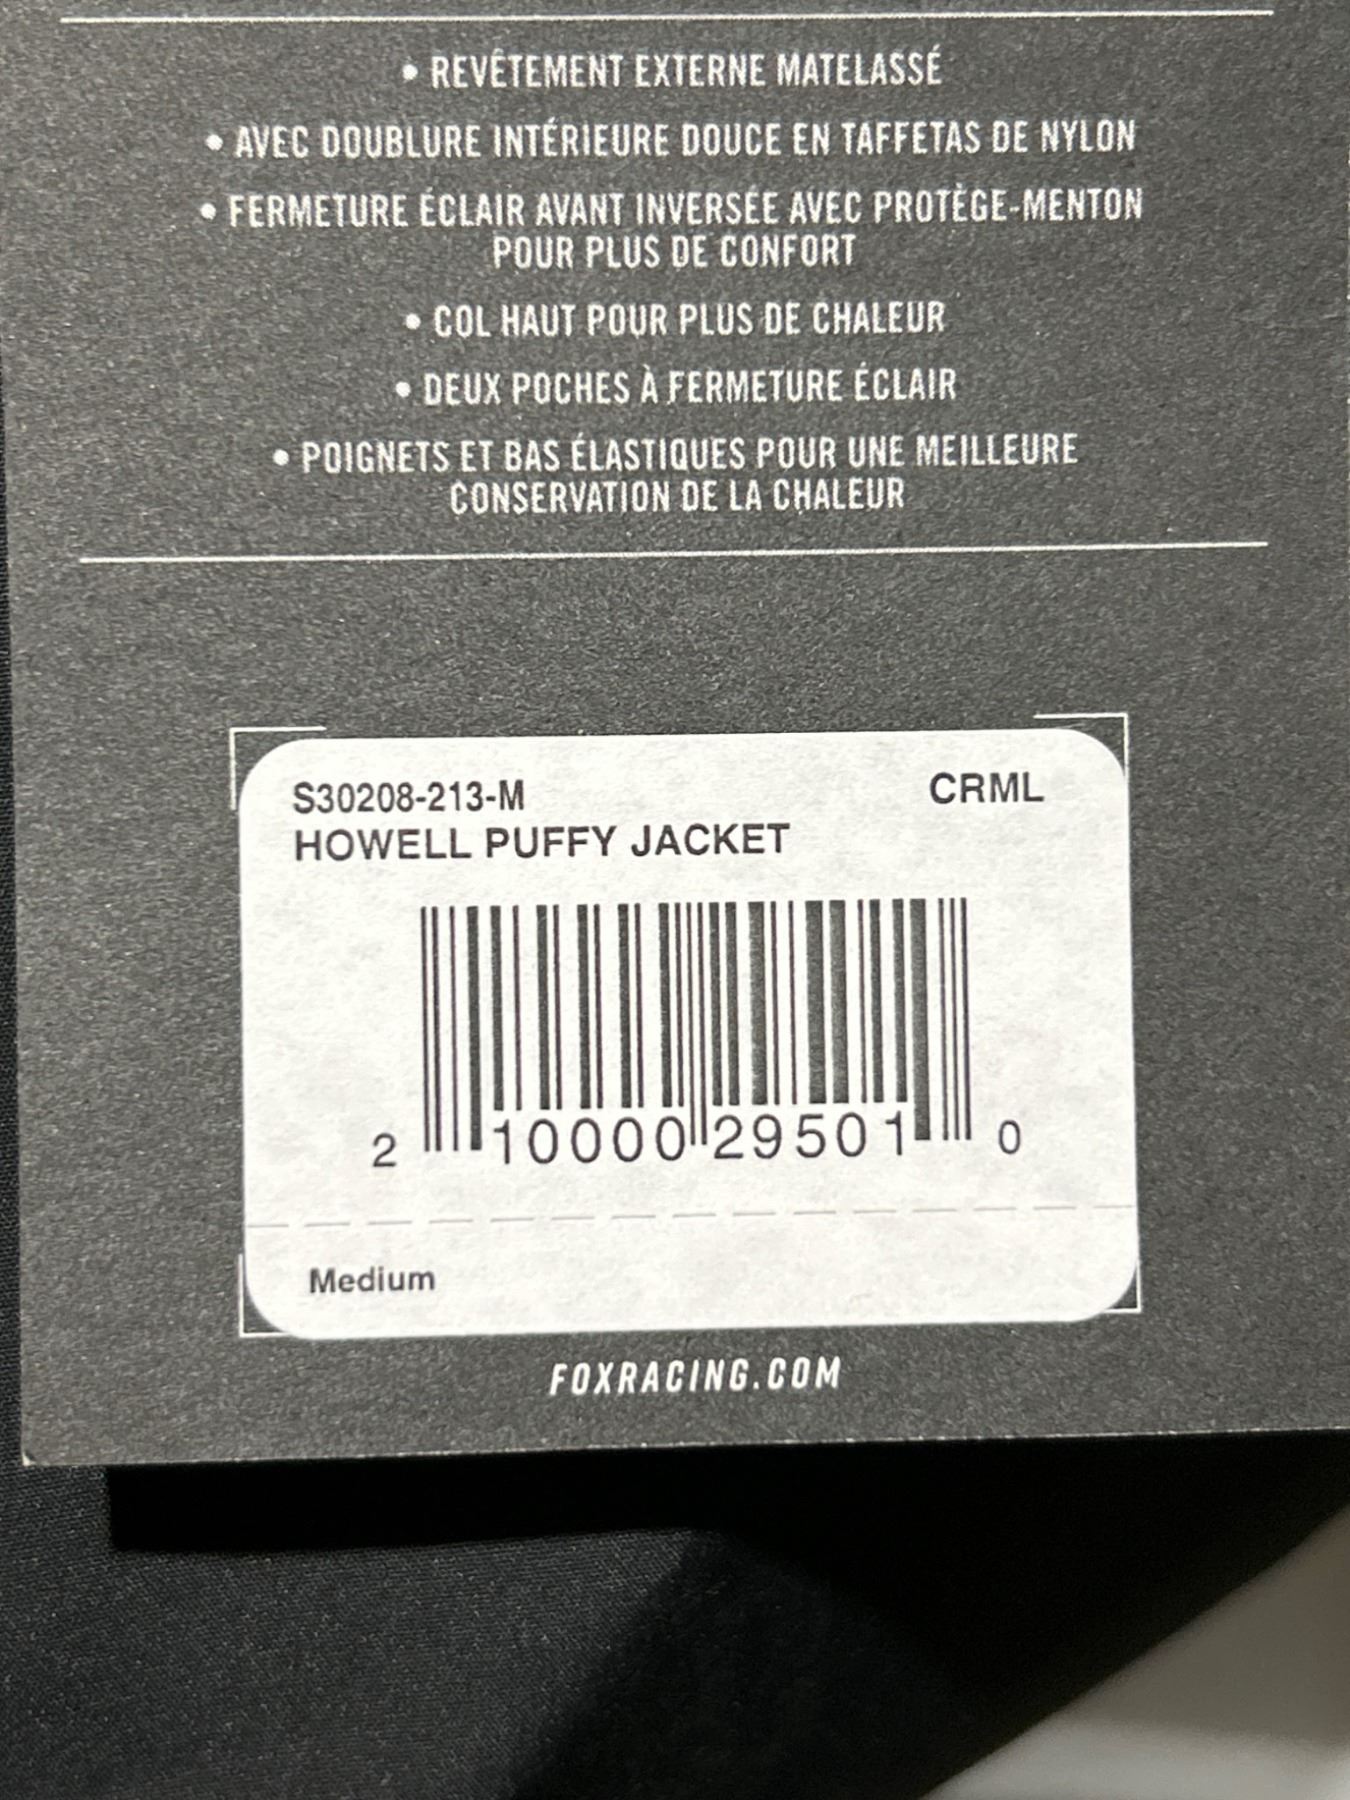 • REVÊTEMENT EXTERNE MATELASSÉ
• AVEC DOUBLURE INTÉRIEURE DOUCE EN TAFFETAS DE NYLON
• FERMETURE ÉCLAIR AVANT INVERSÉE AVEC PROTÈGE-MENTON
POUR PLUS DE CONFORT
• COL HAUT POUR PLUS DE CHALEUR
• DEUX POCHES À FERMETURE ÉCLAIR
• POIGNETS ET BAS ÉLASTIQUES POUR UNE MEILLEURE
CONSERVATION DE LA CHALEUR
S30208-213-M CRML
HOWELL PUFFY JACKET
2 10000 29501 0
Medium
FOXRACING.COM